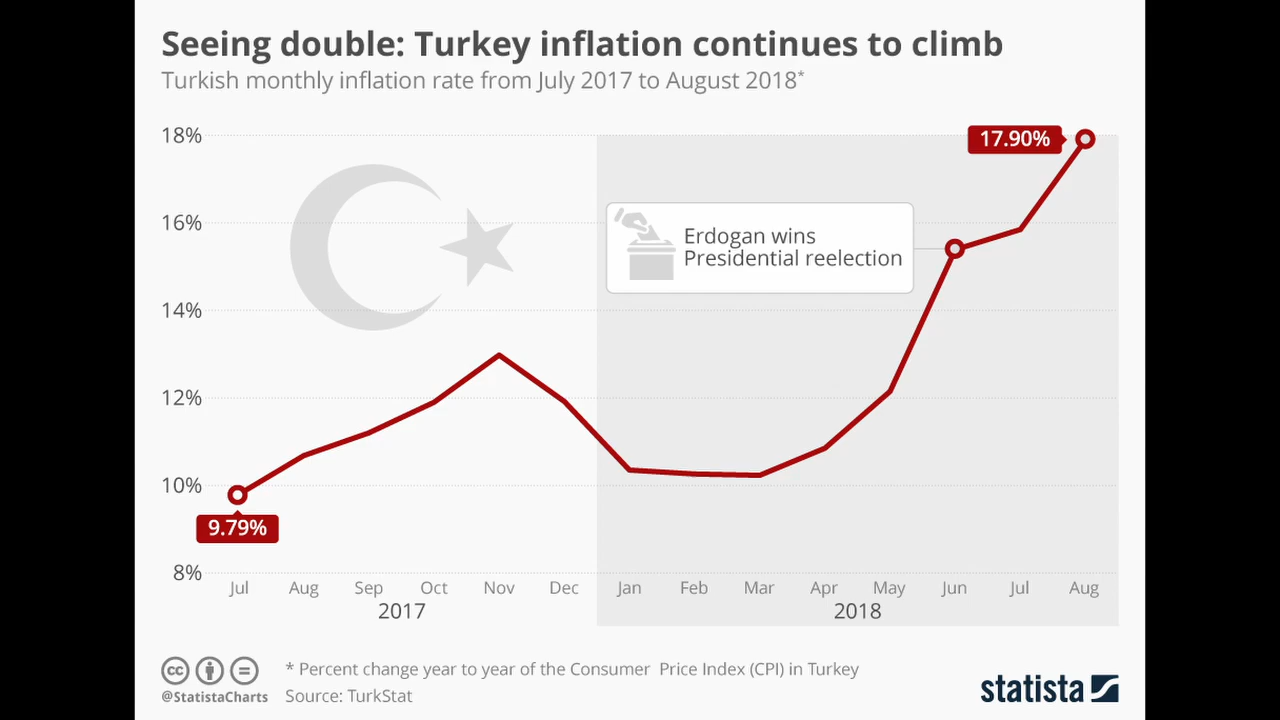 Seeing double: Turkey inflation continues to climb
Turkish monthly inflation rate from July 2017 to August 2018*
18%
17.90%
16%
Erdogan wins
Presidential reelection
14%
12%
10%
9.79%
8%
Jul Aug Sep Oct Nov Dec Jan Feb Mar Apr May Jun Jul Aug
2017 2018
cc
* Percent change year to year of the Consumer Price Index (CPI) in Turkey
@StatistaCharts Source: TurkStat
statista